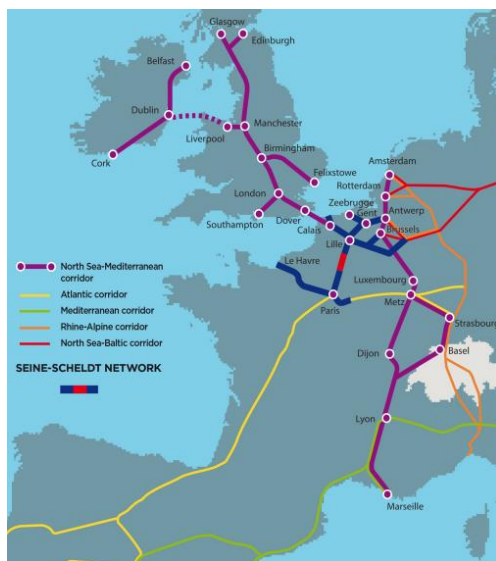 Glasgow
Edinburgh
Belfast
Dublin
Manchester
Liverpool
Cork
Birmingham
Felixstowe
Amsterdam
Rotterdam
London
Zeebrugge
Gent
Antwerp
Southampton
Dover
Calais
Brussels
Lille
Le Havre
Luxembourg
Paris
Metz
Strasbourg
Dijon
Basel
Lyon
Marseille
North Sea-Mediterranean
corridor
Atlantic corridor
Mediterranean corridor
Rhine-Alpine corridor
North Sea-Baltic corridor
SEINE-SCHELDT NETWORK